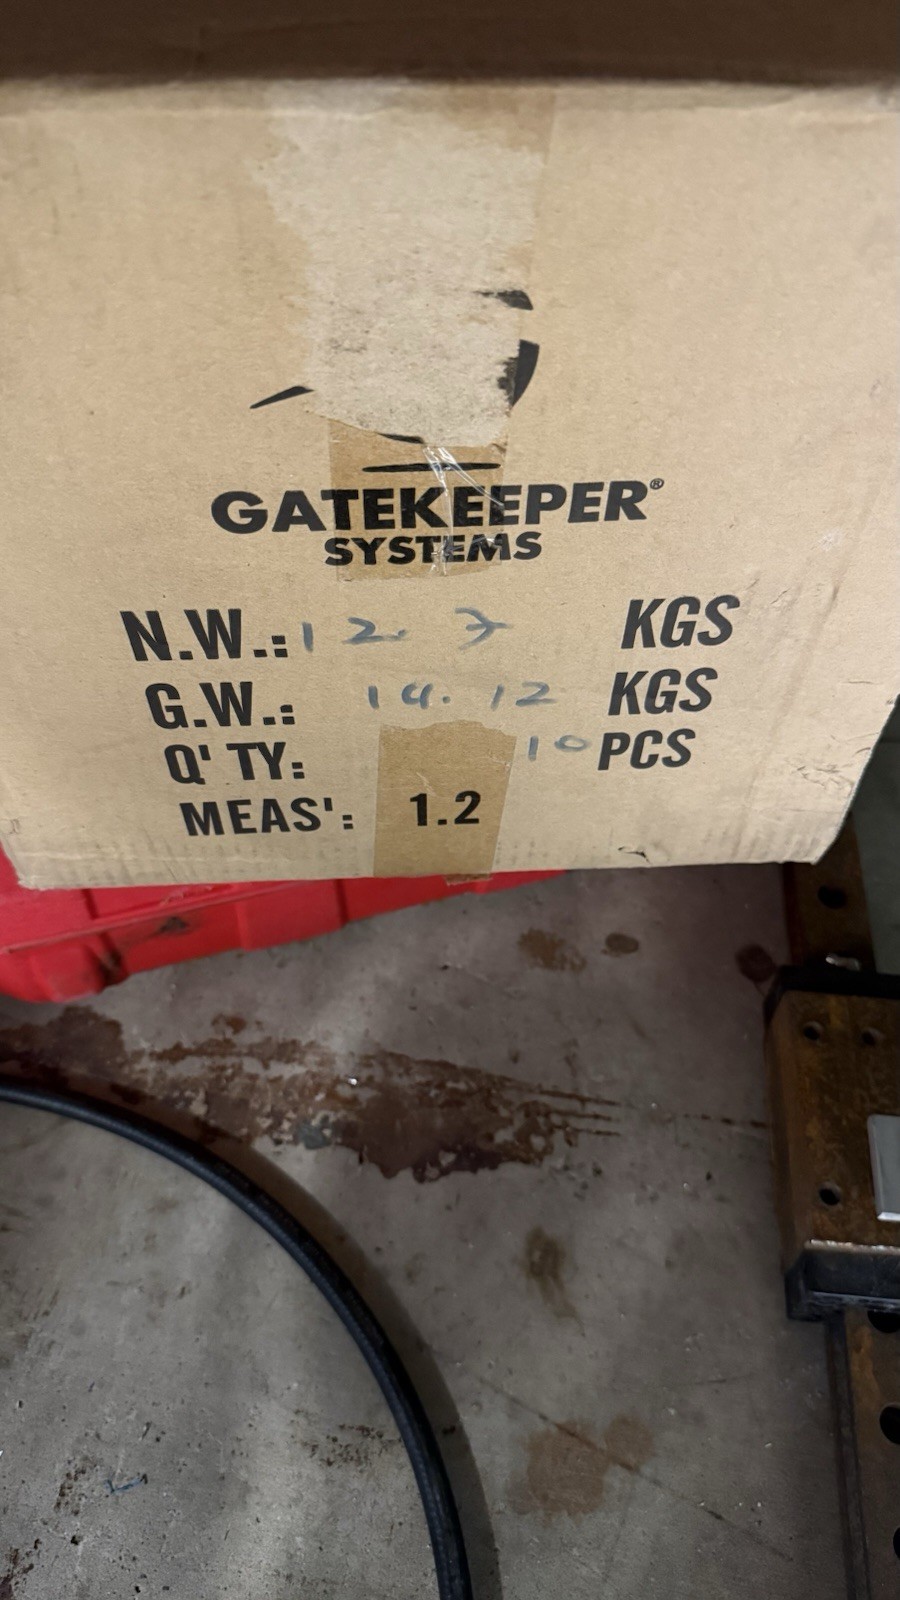 GATEKEEPER®
SYSTEMS
N.W.: 12.7 KGS
G.W.: 14.12 KGS
Q'TY: 10 PCS
MEAS': 1.2